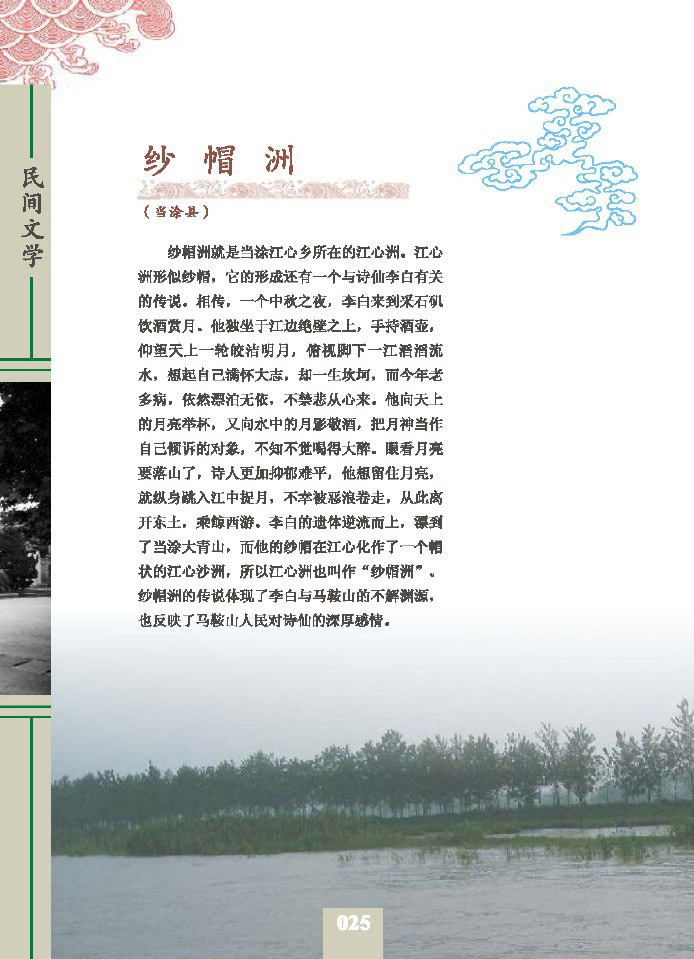 纱帽洲
（当涂县）
民间文学
纱帽洲就是当涂江心乡所在的江心洲。江心
洲形似纱帽，它的形成还有一个与诗仙李白有关
的传说。相传，一个中秋之夜，李白来到采石矶
饮酒赏月。他独坐于江边绝壁之上，手持酒壶，
仰望天上一轮皎洁明月，俯视脚下一江滔滔流
水，想起自己满怀大志，却一生坎坷，而今年老
多病，依然漂泊无依，不禁悲从心来。他向天上
的月亮举杯，又向水中的月影敬酒，把月神当作
自己倾诉的对象，不知不觉喝得大醉。眼看月亮
要落山了，诗人更加抑郁难平，他想留住月亮，
就纵身跳入江中捉月，不幸被恶浪卷走，从此离
开东土，乘鲸西游。李白的遗体逆流而上，漂到
了当涂大青山，而他的纱帽在江心化作了一个帽
状的江心沙洲，所以江心洲也叫作“纱帽洲”。
纱帽洲的传说体现了李白与马鞍山的不解渊源，
也反映了马鞍山人民对诗仙的深厚感情。
025